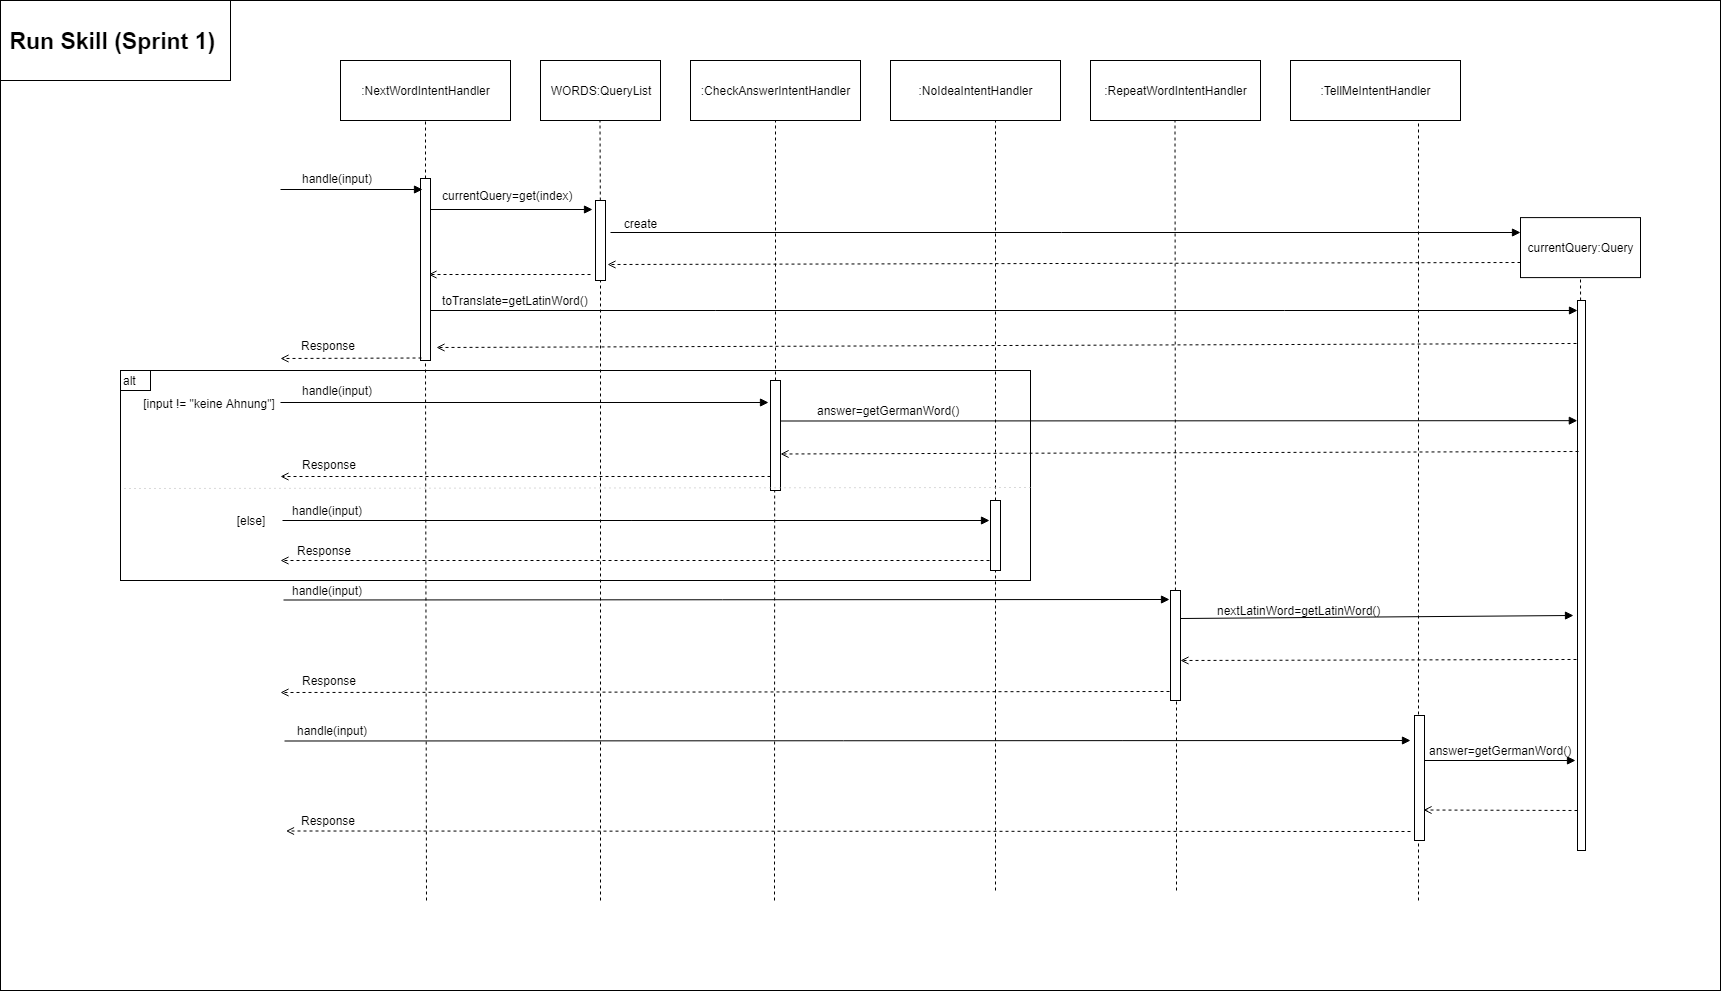 Run Skill (Sprint 1)
:NextWordIntentHandler
WORDS:QueryList
:CheckAnswerIntentHandler
:NoIdeaIntentHandler
:RepeatWordIntentHandler
:TellMeIntentHandler
handle(input)
currentQuery=get(index)
create
currentQuery:Query
toTranslate=getLatinWord()
Response
alt
handle(input)
[input != "keine Ahnung"]
answer=getGermanWord()
Response
handle(input)
[else]
Response
handle(input)
nextLatinWord=getLatinWord()
Response
handle(input)
answer=getGermanWord()
Response